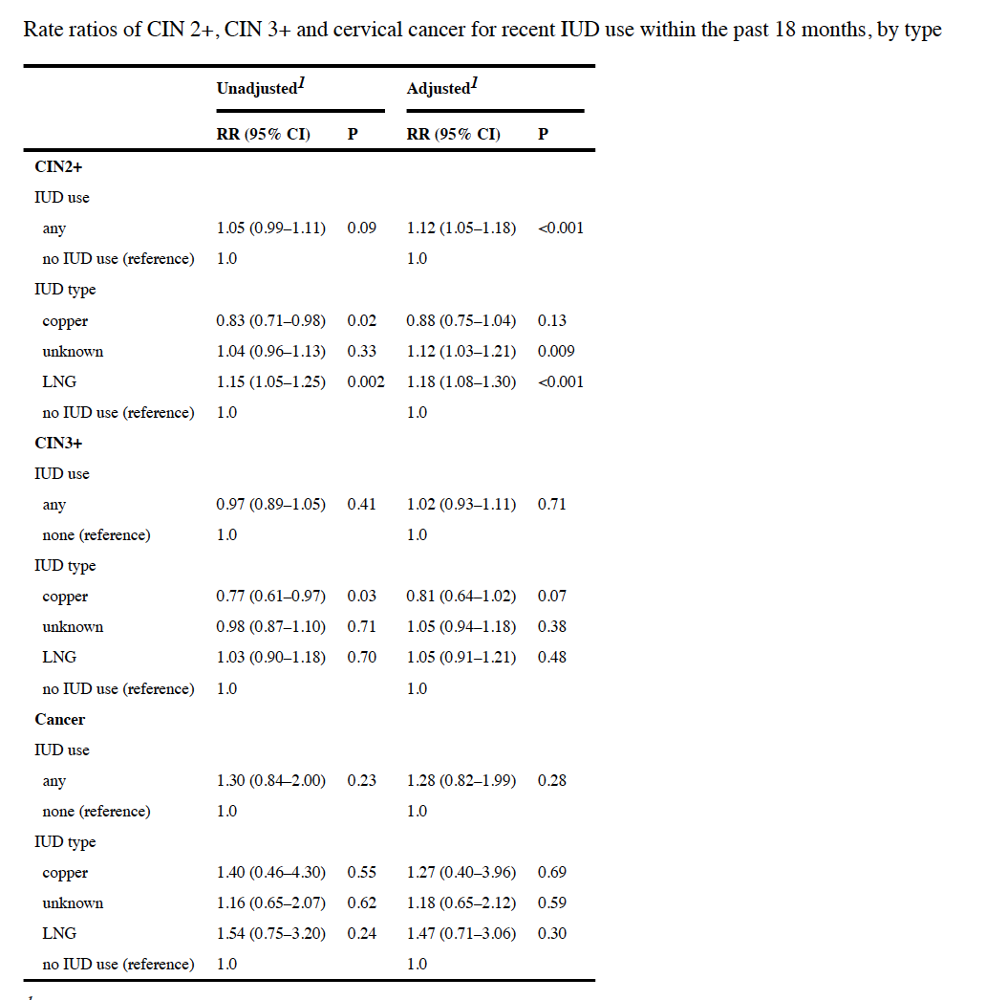 Rate ratios of CIN 2+, CIN 3+ and cervical cancer for recent IUD use within the past 18 months, by type
Unadjusted1 Adjusted1
RR (95% CI) P RR (95% CI) P
CIN2+
IUD use
any 1.05 (0.99–1.11) 0.09 1.12 (1.05–1.18) <0.001
no IUD use (reference) 1.0 1.0
IUD type
copper 0.83 (0.71–0.98) 0.02 0.88 (0.75–1.04) 0.13
unknown 1.04 (0.96–1.13) 0.33 1.12 (1.03–1.21) 0.009
LNG 1.15 (1.05–1.25) 0.002 1.18 (1.08–1.30) <0.001
no IUD use (reference) 1.0 1.0
CIN3+
IUD use
any 0.97 (0.89–1.05) 0.41 1.02 (0.93–1.11) 0.71
none (reference) 1.0 1.0
IUD type
copper 0.77 (0.61–0.97) 0.03 0.81 (0.64–1.02) 0.07
unknown 0.98 (0.87–1.10) 0.71 1.05 (0.94–1.18) 0.38
LNG 1.03 (0.90–1.18) 0.70 1.05 (0.91–1.21) 0.48
no IUD use (reference) 1.0 1.0
Cancer
IUD use
any 1.30 (0.84–2.00) 0.23 1.28 (0.82–1.99) 0.28
none (reference) 1.0 1.0
IUD type
copper 1.40 (0.46–4.30) 0.55 1.27 (0.40–3.96) 0.69
unknown 1.16 (0.65–2.07) 0.62 1.18 (0.65–2.12) 0.59
LNG 1.54 (0.75–3.20) 0.24 1.47 (0.71–3.06) 0.30
no IUD use (reference) 1.0 1.0